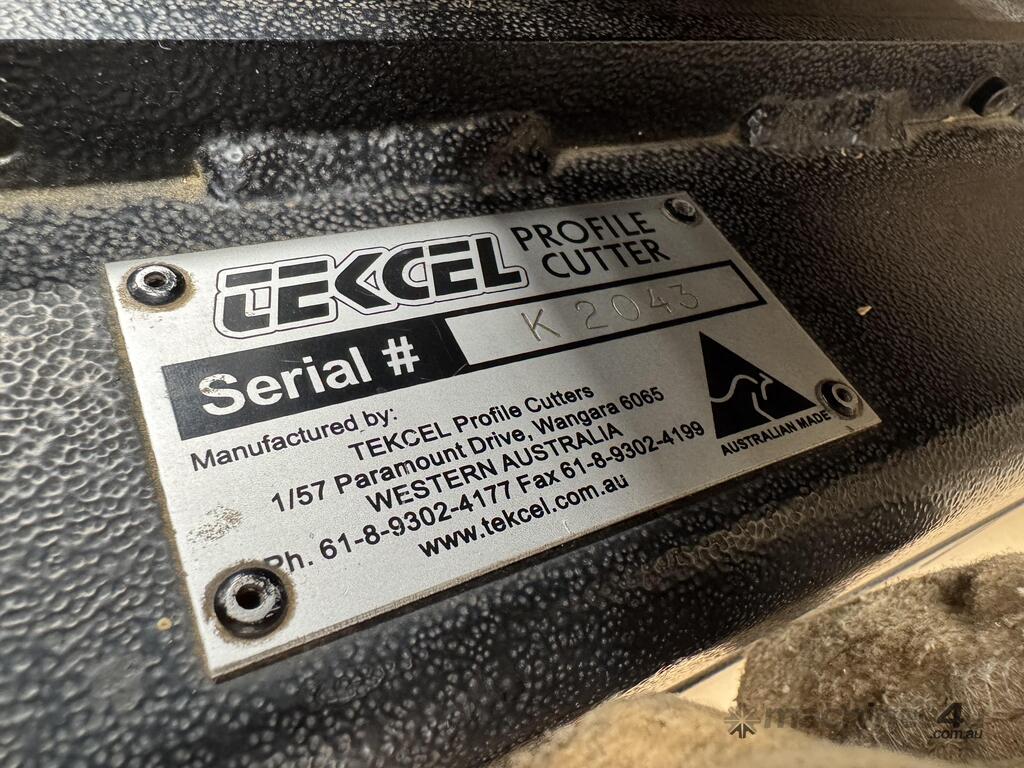 TEKCEL PROFILE
CUTTER
Serial # K 2043
Manufactured by:
TEKCEL Profile Cutters
1/57 Paramount Drive, Wangara 6065
WESTERN AUSTRALIA
Ph. 61-8-9302-4177 Fax 61-8-9302-4199
www.tekcel.com.au
AUSTRALIAN MADE
.com.au